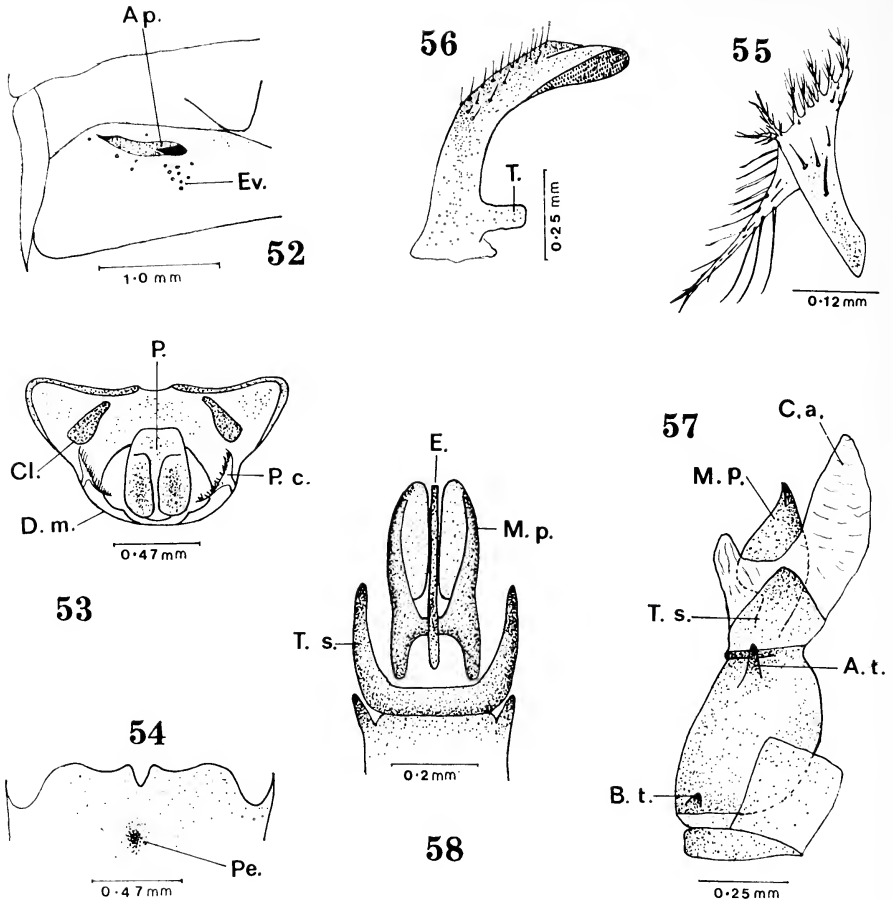 Ap.
Ev.
1·0 mm
52
56
T.
0·25 mm
55
0·12 mm
P.
Cl.
P. c.
D. m.
0·47 mm
53
E.
M. p.
T. s.
0·2 mm
58
C. a.
57
M. p.
T. s.
A. t.
B. t.
0·25 mm
54
Pe.
0·47 mm